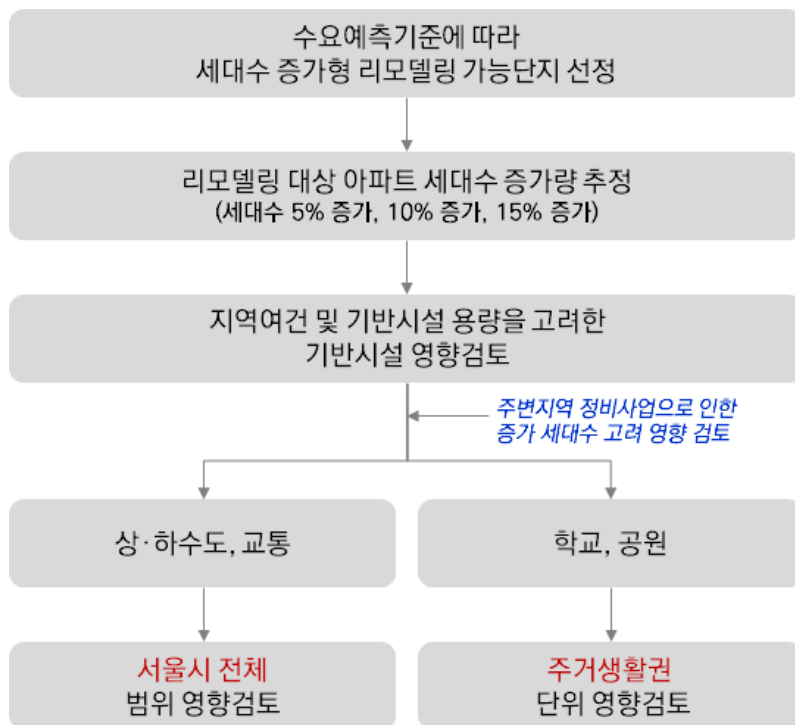 수요예측기준에 따라
세대수 증가형 리모델링 가능단지 선정
리모델링 대상 아파트 세대수 증가량 추정
(세대수 5% 증가, 10% 증가, 15% 증가)
지역여건 및 기반시설 용량을 고려한
기반시설 영향검토
주변지역 정비사업으로 인한
증가 세대수 고려 영향 검토
상·하수도, 교통
학교, 공원
서울시 전체
범위 영향검토
주거생활권
단위 영향검토